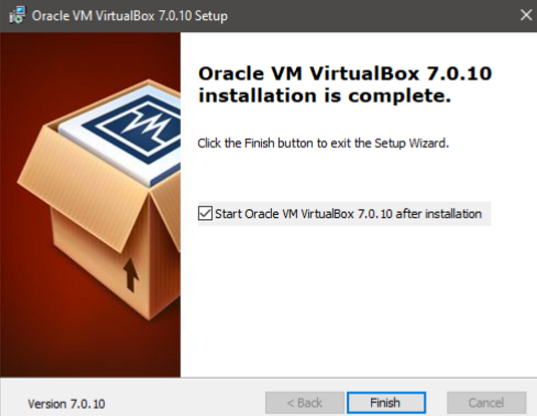 Oracle VM VirtualBox 7.0.10 Setup
Oracle VM VirtualBox 7.0.10
installation is complete.
Click the Finish button to exit the Setup Wizard.
Start Oracle VM VirtualBox 7.0.10 after installation
Version 7.0.10
< Back
Finish
Cancel